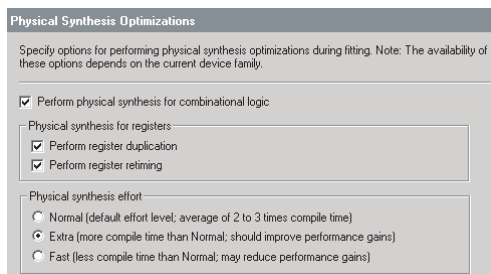 Physical Synthesis Optimizations
Specify options for performing physical synthesis optimizations during fitting. Note: The availability of
these options depends on the current device family.
Perform physical synthesis for combinational logic
Physical synthesis for registers
Perform register duplication
Perform register retiming
Physical synthesis effort
Normal (default effort level; average of 2 to 3 times compile time)
Extra (more compile time than Normal; should improve performance gains)
Fast (less compile time than Normal; may reduce performance gains)